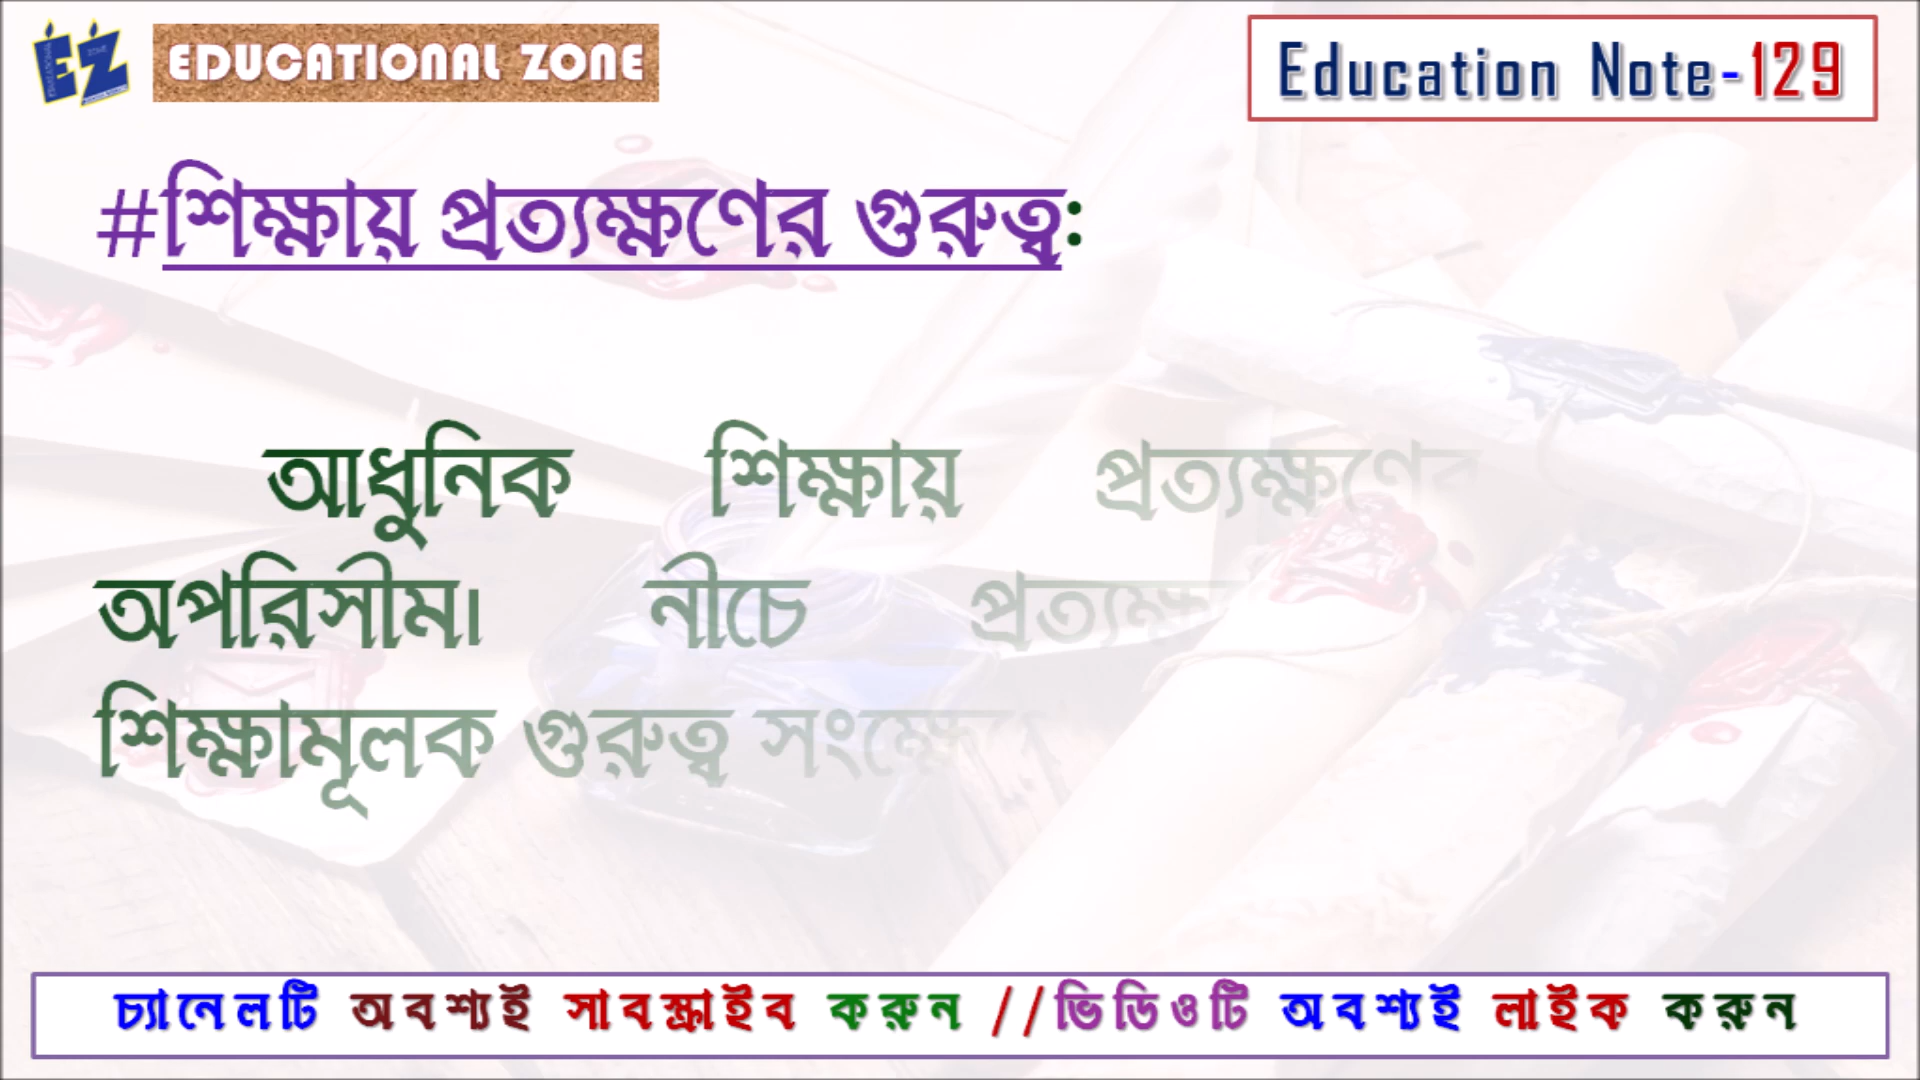 EZ
EDUCATIONAL ZONE
Education Note-129
#শিক্ষায় প্রত্যক্ষণের গুরুত্ব:
আধুনিক শিক্ষায় প্রত্যক্ষণের
অপরিসীম। নীচে
শিক্ষামূলক গুরুত্ব
চ্যানেলটি অবশ্যই সাবস্ক্রাইব করুন //ভিডিওটি অবশ্যই লাইক করুন